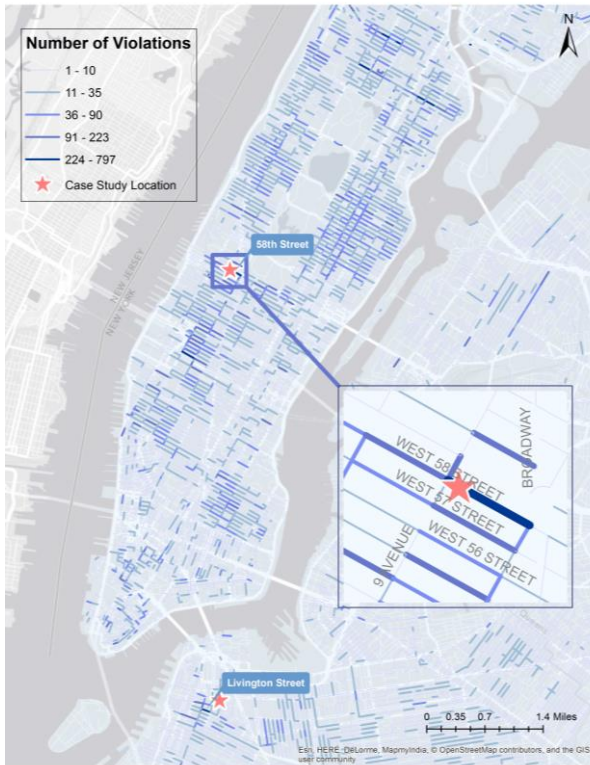 N
Number of Violations
1 - 10
11 - 35
36 - 90
91 - 223
224 - 797
Case Study Location
58th Street
NEW JERSEY
NEW YORK
BROADWAY
WEST 58 STREET
WEST 57 STREET
WEST 56 STREET
9 AVENUE
Livington Street
0 0.35 0.7 1.4 Miles
Esri, HERE, DeLorme, MapmyIndia, © OpenStreetMap contributors, and the GIS
user community